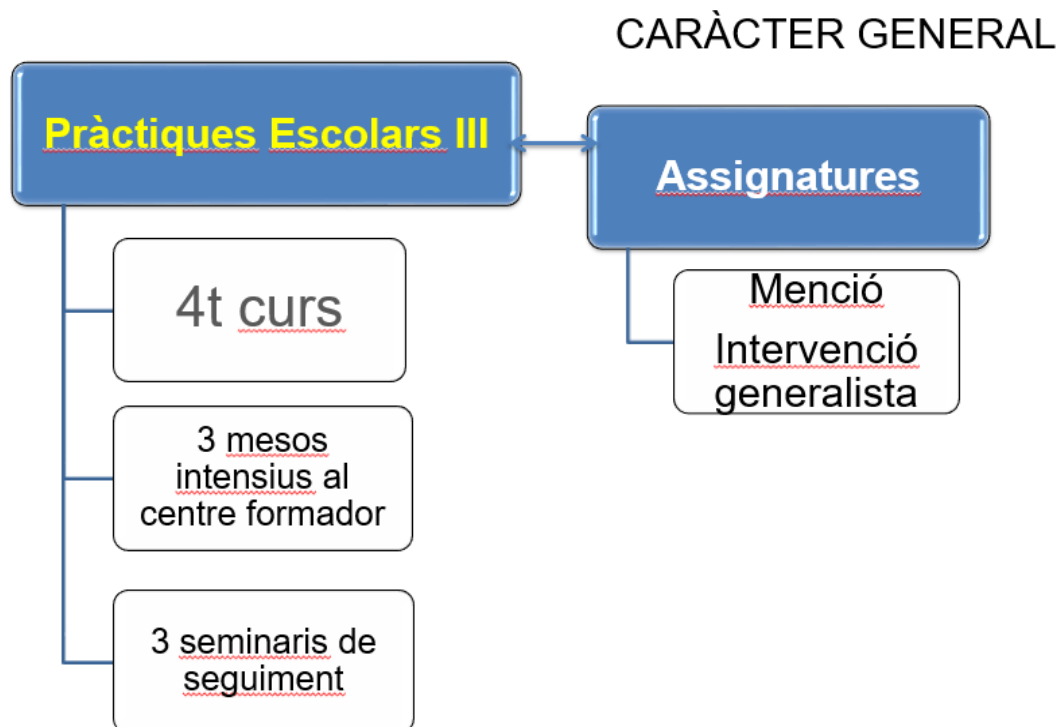 CARÀCTER GENERAL
Pràctiques Escolars III
Assignatures
4t curs
3 mesos
intensius al
centre formador
3 seminaris de
seguiment
Menció
Intervenció
generalista